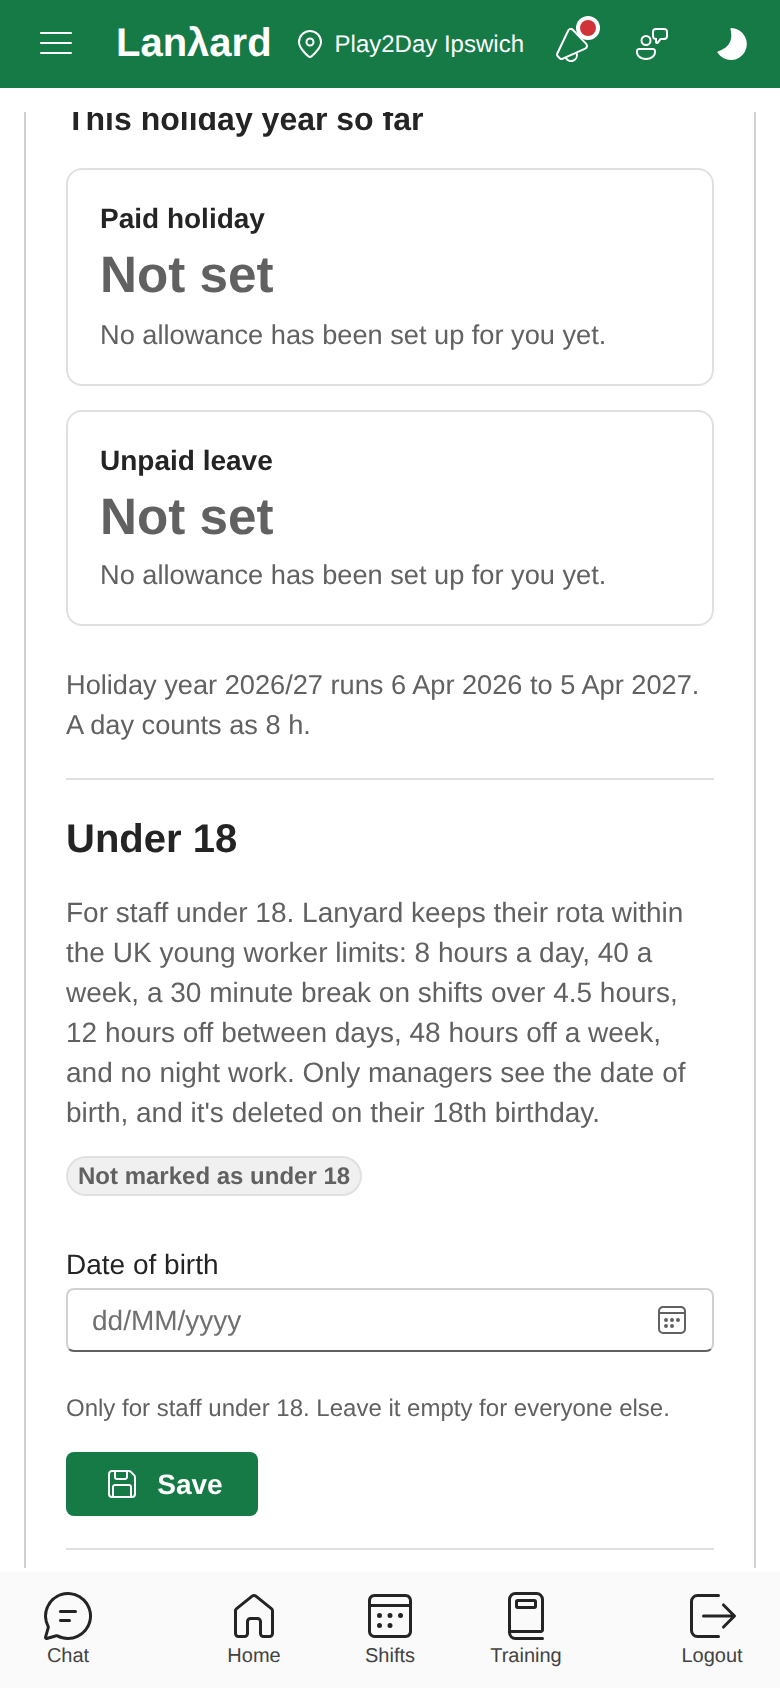 Lanλard
Play2Day Ipswich
This holiday year so far
Paid holiday
Not set
No allowance has been set up for you yet.
Unpaid leave
Not set
No allowance has been set up for you yet.
Holiday year 2026/27 runs 6 Apr 2026 to 5 Apr 2027.
A day counts as 8 h.
Under 18
For staff under 18. Lanyard keeps their rota within
the UK young worker limits: 8 hours a day, 40 a
week, a 30 minute break on shifts over 4.5 hours,
12 hours off between days, 48 hours off a week,
and no night work. Only managers see the date of
birth, and it's deleted on their 18th birthday.
Not marked as under 18
Date of birth
dd/MM/yyyy
Only for staff under 18. Leave it empty for everyone else.
Save
Chat
Home
Shifts
Training
Logout